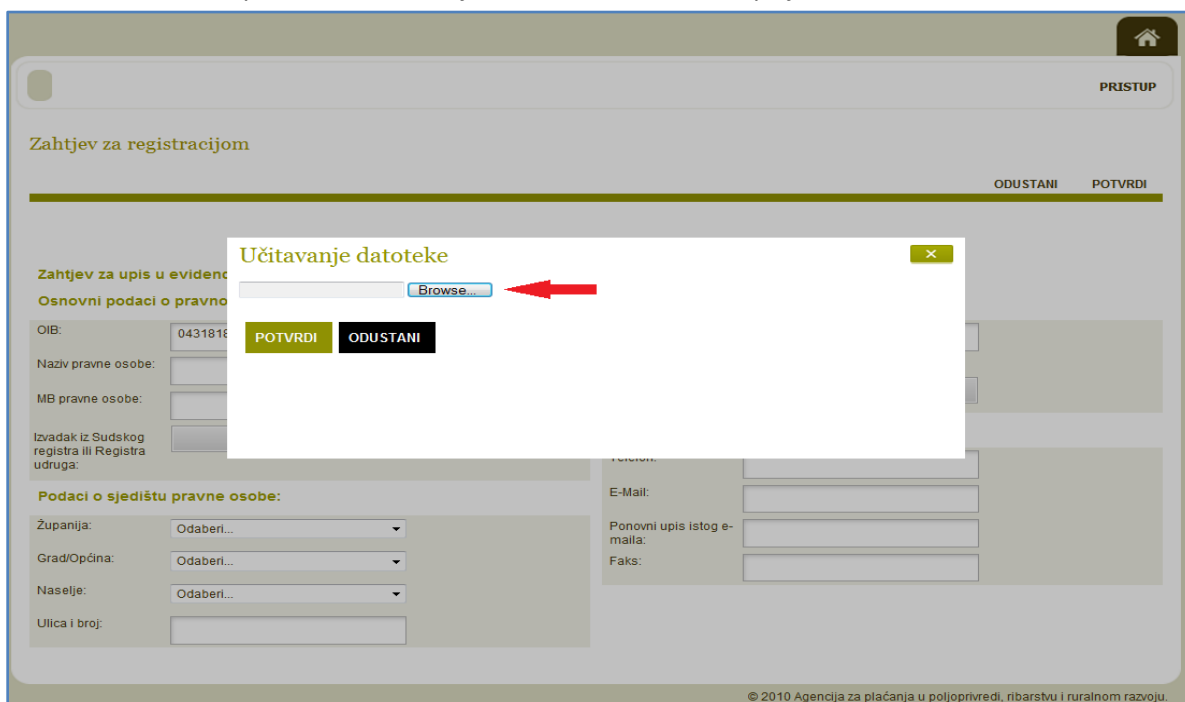 PRISTUP
Zahtjev za registracijom
ODUSTANI POTVRDI
Učitavanje datoteke
×
Browse...
POTVRDI ODUSTANI
Zahtjev za upis u
Osnovni podaci o
OIB:
0431818
Naziv pravne osobe:
MB pravne osobe:
Izvadak iz Sudskog
registra ili Registra
udruga:
Podaci o sjedištu pravne osobe:
Županija:
Odaberi...
Grad/Općina:
Odaberi...
Naselje:
Odaberi...
Ulica i broj:
Telefon:
E-Mail:
Ponovni upis istog e-
maila:
Faks:
© 2010 Agencija za plaćanja u poljoprivredi, ribarstvu i ruralnom razvoju.